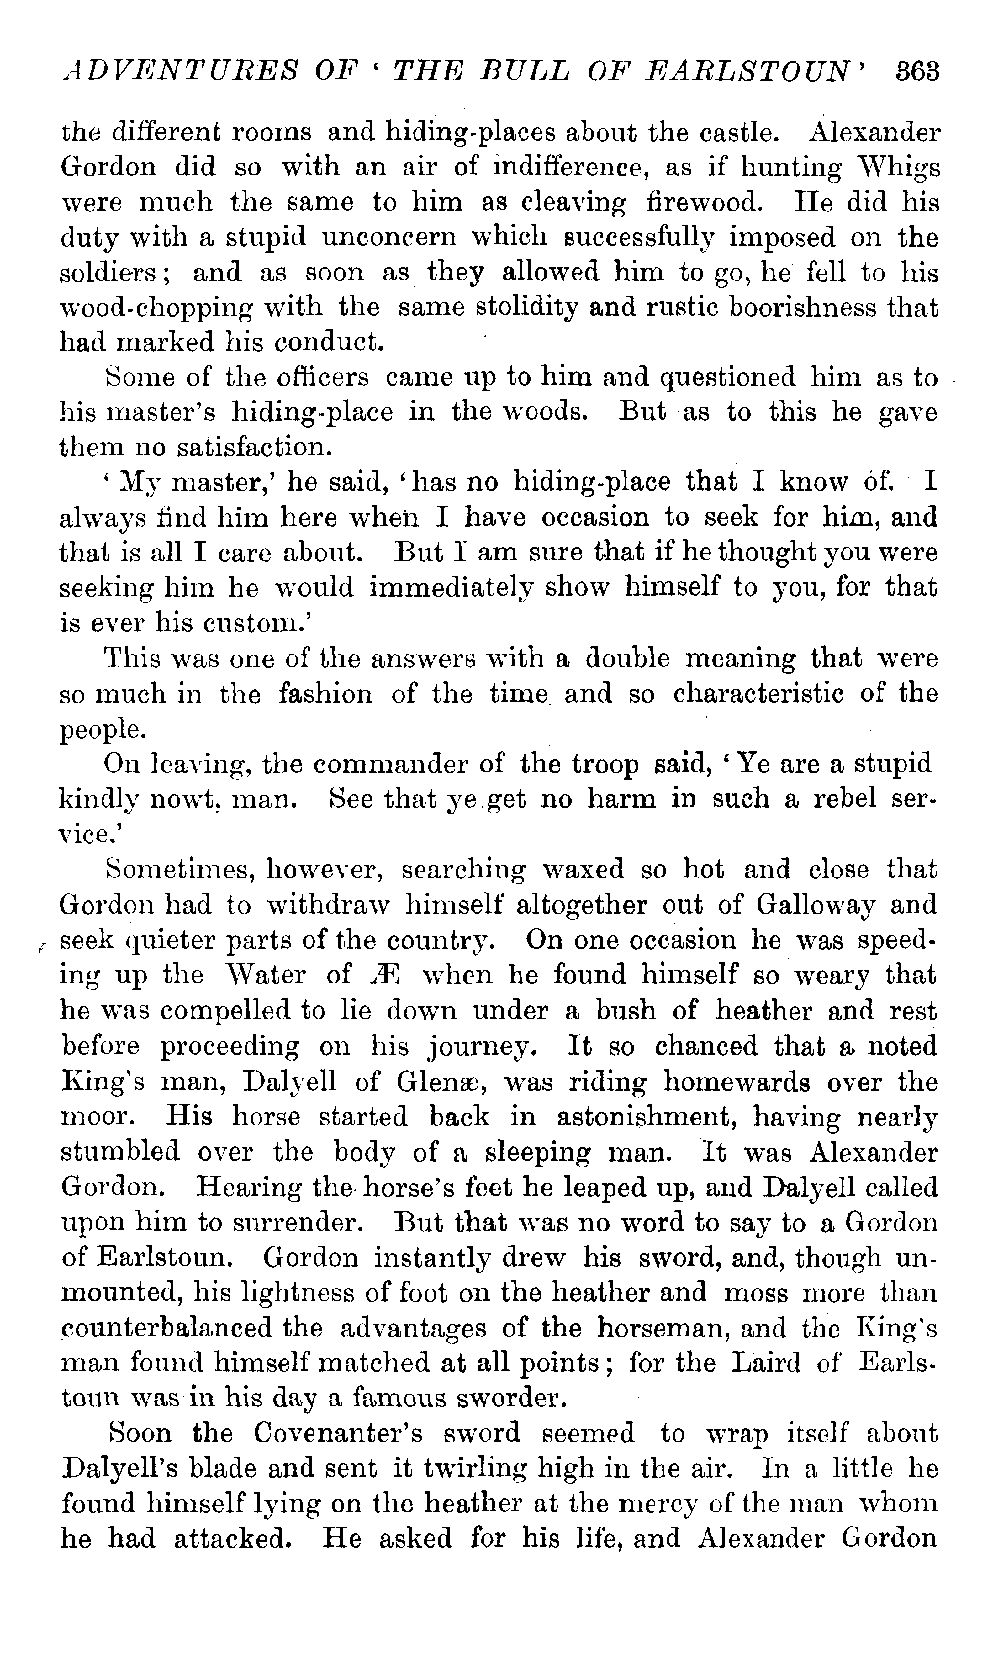 ADVENTURES OF ‘ THE BULL OF EARLSTOUN ’ 363
the different rooms and hiding-places about the castle. Alexander
Gordon did so with an air of indifference, as if hunting Whigs
were much the same to him as cleaving firewood. He did his
duty with a stupid unconcern which successfully imposed on the
soldiers; and as soon as they allowed him to go, he fell to his
wood-chopping with the same stolidity and rustic boorishness that
had marked his conduct.
Some of the officers came up to him and questioned him as to
his master’s hiding-place in the woods. But as to this he gave
them no satisfaction.
‘ My master,’ he said, ‘ has no hiding-place that I know of. I
always find him here when I have occasion to seek for him, and
that is all I care about. But I am sure that if he thought you were
seeking him he would immediately show himself to you, for that
is ever his custom.’
This was one of the answers with a double meaning that were
so much in the fashion of the time and so characteristic of the
people.
On leaving, the commander of the troop said, ‘ Ye are a stupid
kindly nowt, man. See that ye get no harm in such a rebel ser-
vice.’
Sometimes, however, searching waxed so hot and close that
Gordon had to withdraw himself altogether out of Galloway and
seek quieter parts of the country. On one occasion he was speed-
ing up the Water of Æ when he found himself so weary that
he was compelled to lie down under a bush of heather and rest
before proceeding on his journey. It so chanced that a noted
King’s man, Dalyell of Glenæ, was riding homewards over the
moor. His horse started back in astonishment, having nearly
stumbled over the body of a sleeping man. It was Alexander
Gordon. Hearing the horse’s feet he leaped up, and Dalyell called
upon him to surrender. But that was no word to say to a Gordon
of Earlstoun. Gordon instantly drew his sword, and, though un-
mounted, his lightness of foot on the heather and moss more than
counterbalanced the advantages of the horseman, and the King’s
man found himself matched at all points; for the Laird of Earls-
toun was in his day a famous sworder.
Soon the Covenanter’s sword seemed to wrap itself about
Dalyell’s blade and sent it twirling high in the air. In a little he
found himself lying on the heather at the mercy of the man whom
he had attacked. He asked for his life, and Alexander Gordon